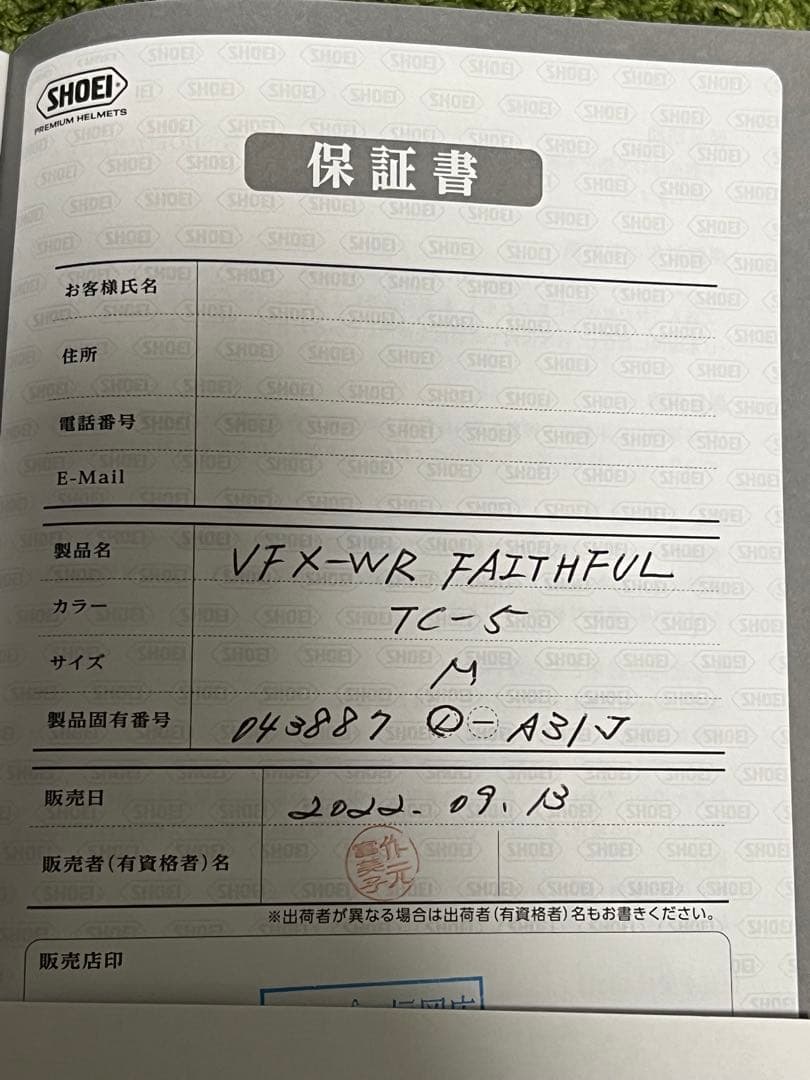 SHOEI
PREMIUM HELMETS
保証書
お客様氏名
住所
電話番号
E-Mail
製品名 VFX-WR FAITHFUL
カラー TC-5
サイズ M
製品固有番号 043887 A31J
販売日 2022.09.13
販売者(有資格者)名
※出荷者が異なる場合は出荷者(有資格者)名もお書きください。
販売店印